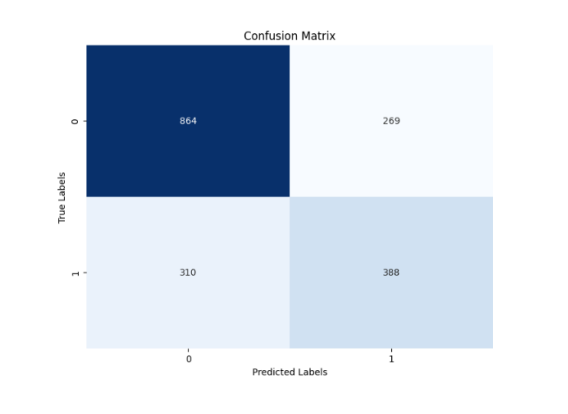 Confusion Matrix
True Labels
0
864
269
1
310
388
0
1
Predicted Labels